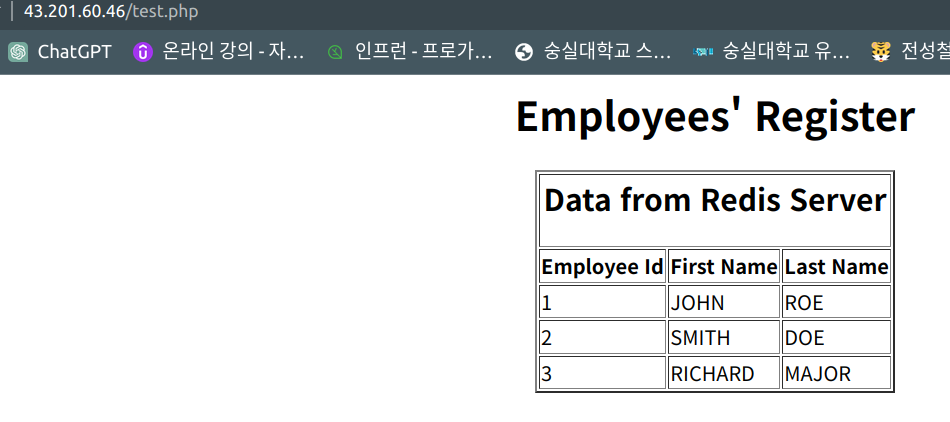 43.201.60.46/test.php
ChatGPT 온라인 강의 - 자... 인프런 - 프로가... 숭실대학교 스... 숭실대학교 유... 전성철
Employees' Register
Data from Redis Server
Employee Id First Name Last Name
1 JOHN ROE
2 SMITH DOE
3 RICHARD MAJOR